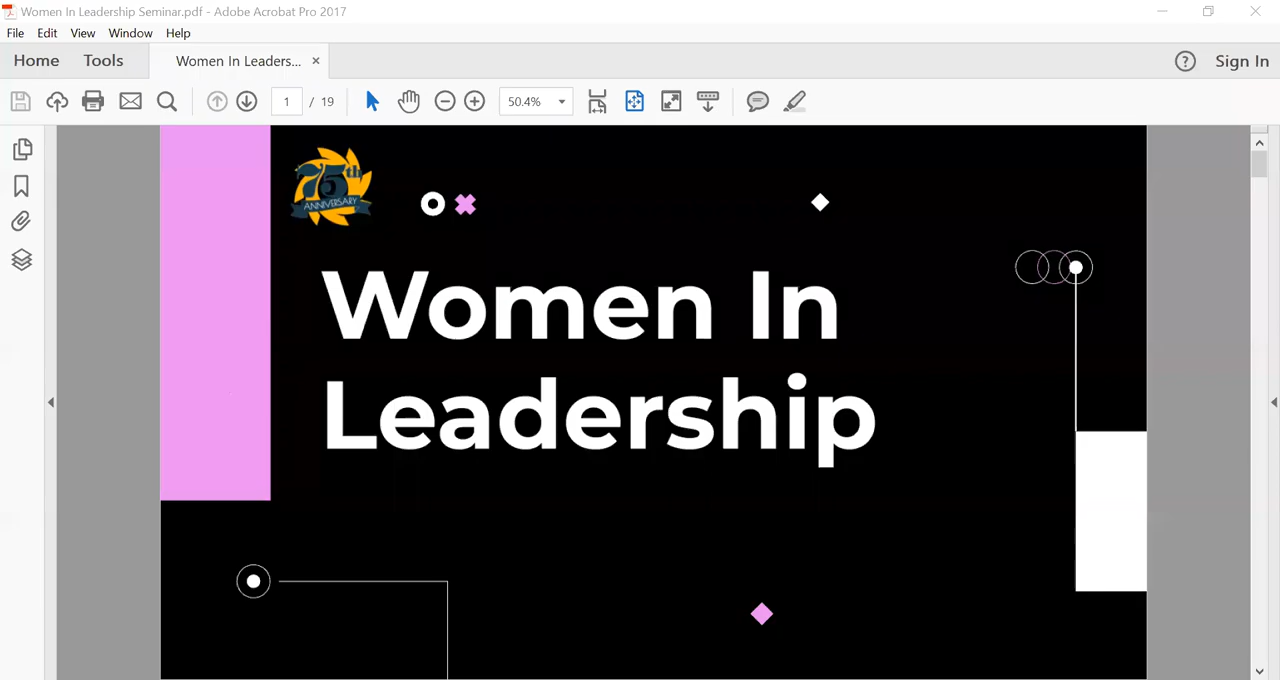 Women In Leadership Seminar.pdf - Adobe Acrobat Pro 2017
File Edit View Window Help
Home Tools Women In Leaders... × Sign In
1 / 19 50.4%
75th
ANNIVERSARY
Women In
Leadership